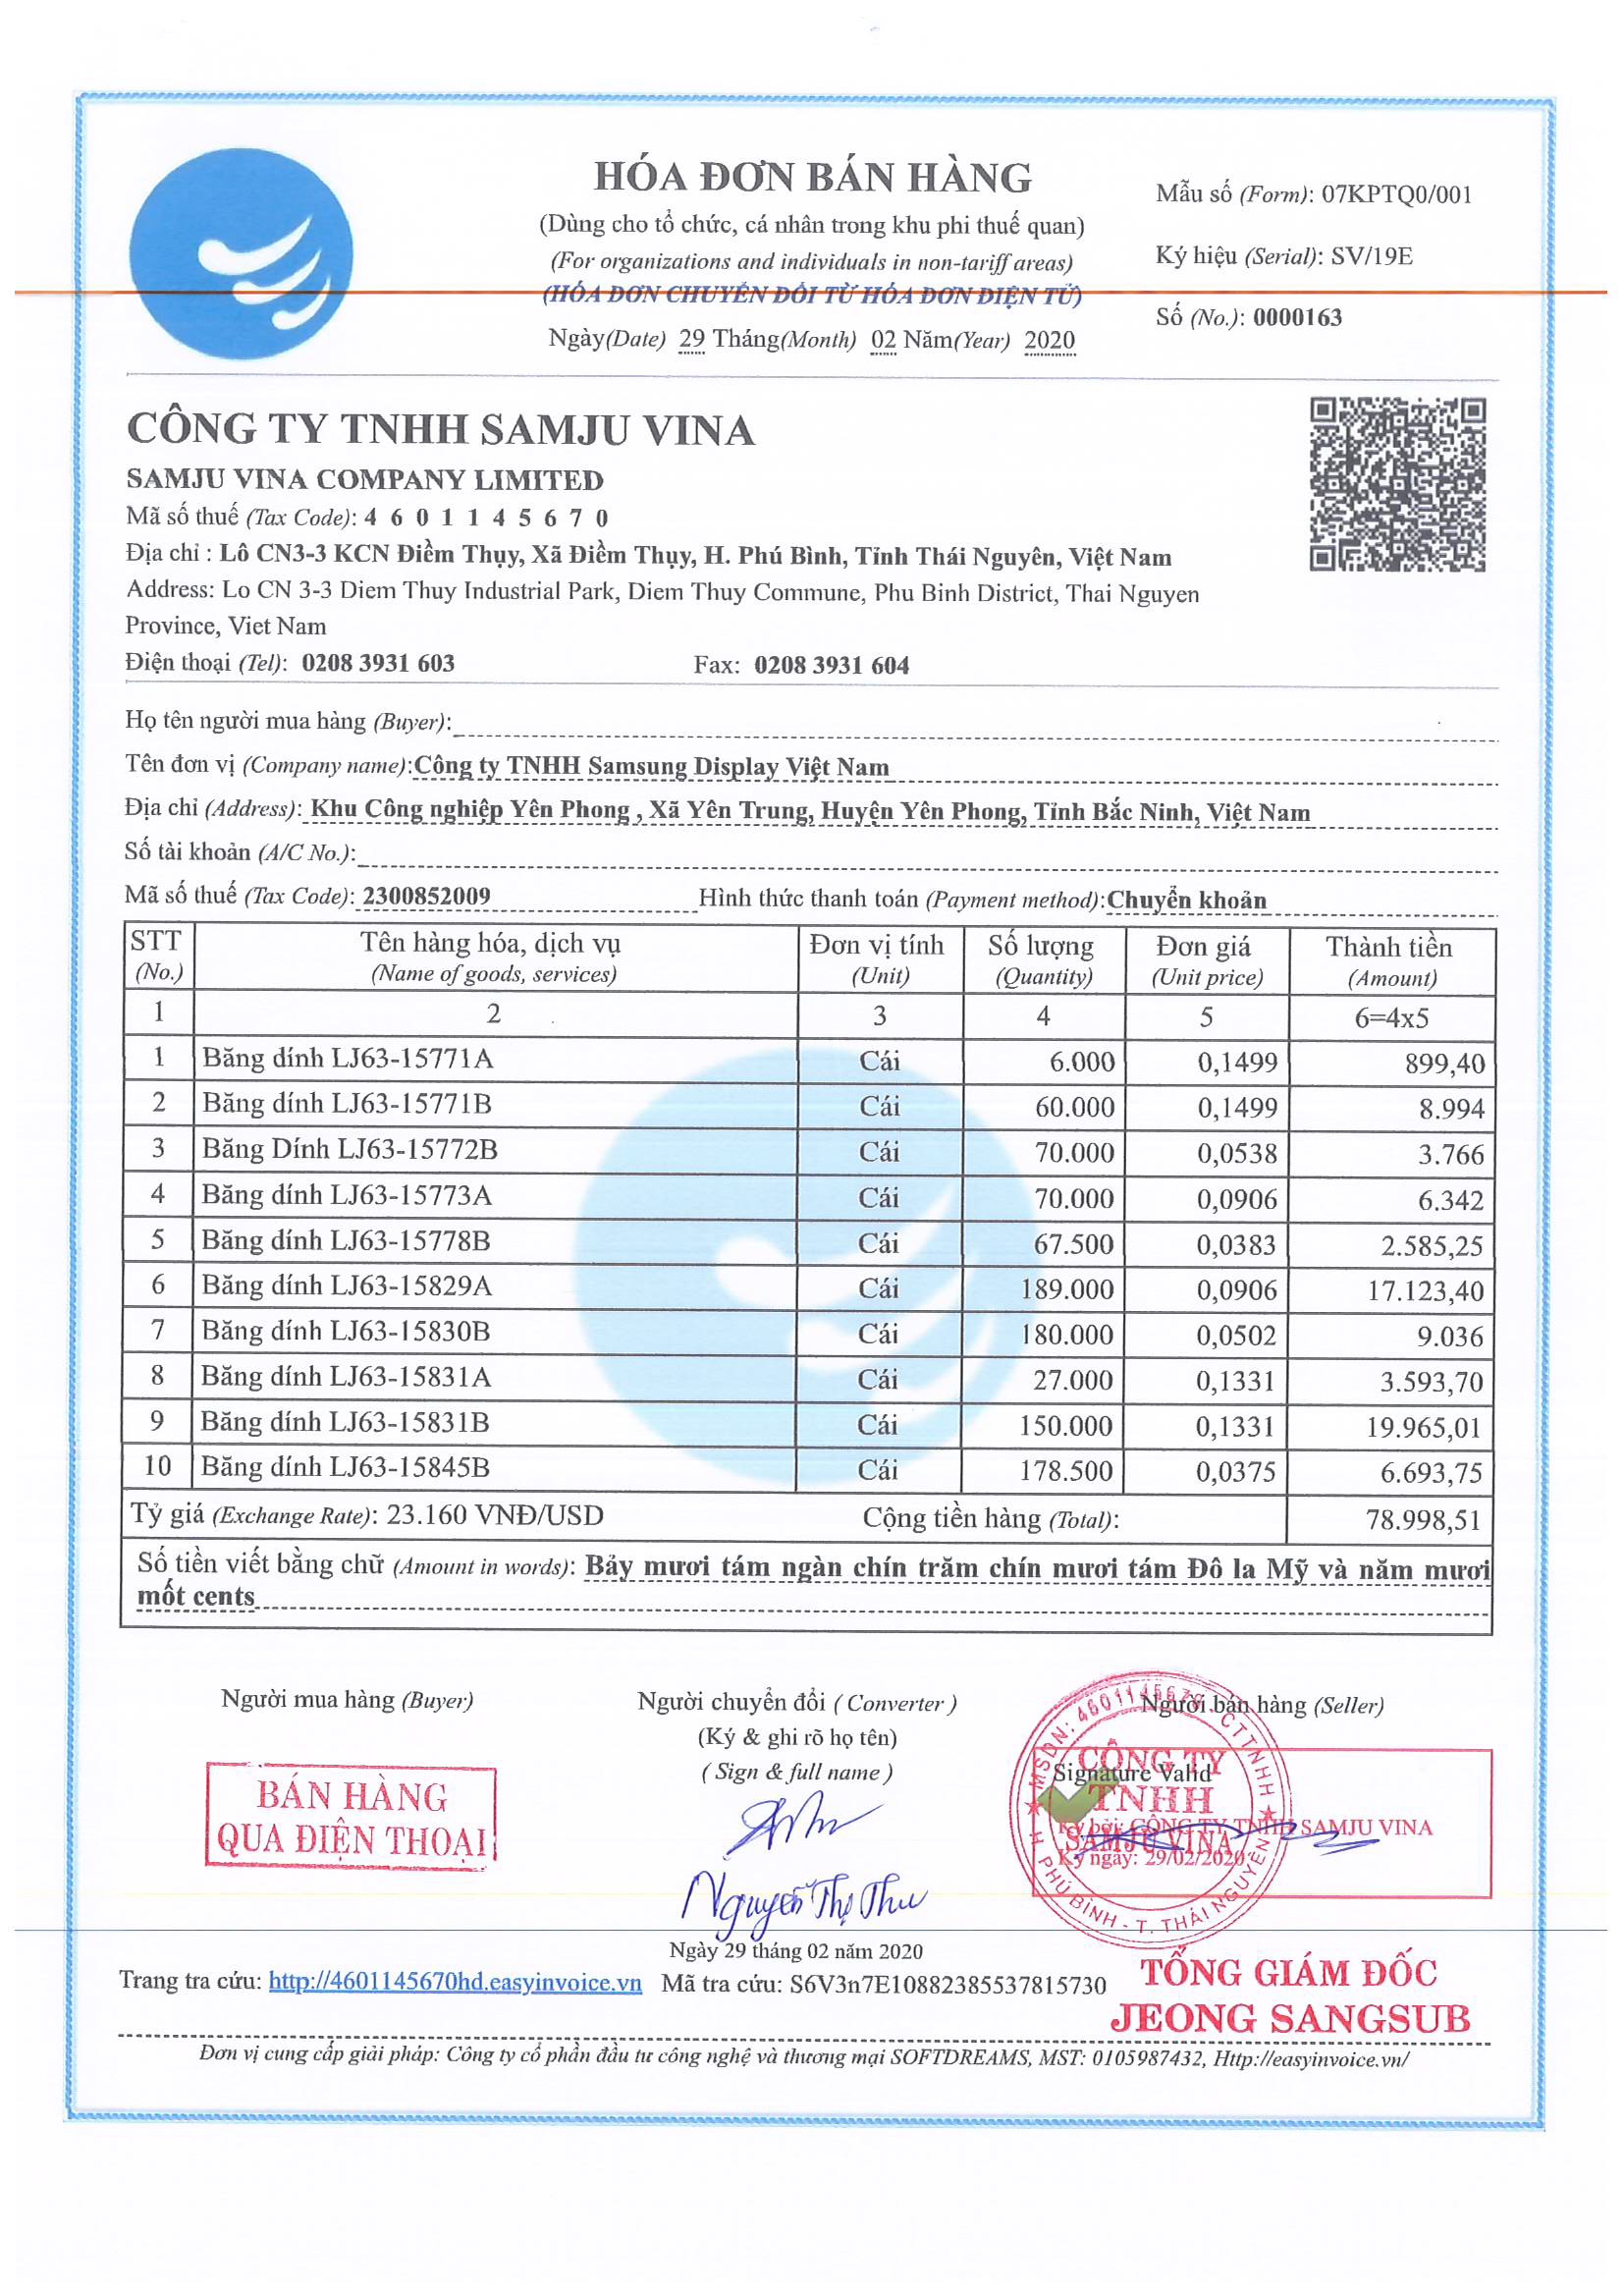 HÓA ĐƠN BÁN HÀNG
(Dùng cho tổ chức, cá nhân trong khu phi thuế quan)
(For organizations and individuals in non-tariff areas)
(HÓA ĐƠN CHUYỂN ĐỔI TỪ HÓA ĐƠN ĐIỆN TỬ)
Ngày(Date) 29 Tháng(Month) 02 Năm(Year) 2020
Mẫu số (Form): 07KPTQ0/001
Ký hiệu (Serial): SV/19E
Số (No.): 0000163
CÔNG TY TNHH SAMJU VINA
SAMJU VINA COMPANY LIMITED
Mã số thuế (Tax Code): 4 6 0 1 1 4 5 6 7 0
Địa chỉ : Lô CN3-3 KCN Điềm Thụy, Xã Điềm Thụy, H. Phú Bình, Tỉnh Thái Nguyên, Việt Nam
Address: Lo CN 3-3 Diem Thuy Industrial Park, Diem Thuy Commune, Phu Binh District, Thai Nguyen
Province, Viet Nam
Điện thoại (Tel): 0208 3931 603 Fax: 0208 3931 604
Họ tên người mua hàng (Buyer):
Tên đơn vị (Company name):Công ty TNHH Samsung Display Việt Nam
Địa chỉ (Address): Khu Công nghiệp Yên Phong , Xã Yên Trung, Huyện Yên Phong, Tỉnh Bắc Ninh, Việt Nam
Số tài khoản (A/C No.):
Mã số thuế (Tax Code): 2300852009 Hình thức thanh toán (Payment method):Chuyển khoản
STT Tên hàng hóa, dịch vụ Đơn vị tính Số lượng Đơn giá Thành tiền
(No.) (Name of goods, services) (Unit) (Quantity) (Unit price) (Amount)
1 2 3 4 5 6=4x5
1 Băng dính LJ63-15771A Cái 6.000 0,1499 899,40
2 Băng dính LJ63-15771B Cái 60.000 0,1499 8.994
3 Băng Dính LJ63-15772B Cái 70.000 0,0538 3.766
4 Băng dính LJ63-15773A Cái 70.000 0,0906 6.342
5 Băng dính LJ63-15778B Cái 67.500 0,0383 2.585,25
6 Băng dính LJ63-15829A Cái 189.000 0,0906 17.123,40
7 Băng dính LJ63-15830B Cái 180.000 0,0502 9.036
8 Băng dính LJ63-15831A Cái 27.000 0,1331 3.593,70
9 Băng dính LJ63-15831B Cái 150.000 0,1331 19.965,01
10 Băng dính LJ63-15845B Cái 178.500 0,0375 6.693,75
Tỷ giá (Exchange Rate): 23.160 VNĐ/USD Cộng tiền hàng (Total): 78.998,51
Số tiền viết bằng chữ (Amount in words): Bảy mươi tám ngàn chín trăm chín mươi tám Đô la Mỹ và năm mươi
mốt cents
Người mua hàng (Buyer) Người chuyển đổi ( Converter ) Người bán hàng (Seller)
(Ký & ghi rõ họ tên)
( Sign & full name )
BÁN HÀNG
QUA ĐIỆN THOẠI
MSDN: 4601145670 - CTTNHH
CÔNG TY
TNHH
SAMJU VINA
H PHÚ BÌNH - T. THÁI NGUYÊN
Signature Valid
Ký bởi: CÔNG TY TNHH SAMJU VINA
Ký ngày: 29/02/2020
Nguyễn Thị Thu
Ngày 29 tháng 02 năm 2020
Trang tra cứu: http://4601145670hd.easyinvoice.vn Mã tra cứu: S6V3n7E10882385537815730
TỔNG GIÁM ĐỐC
JEONG SANGSUB
Đơn vị cung cấp giải pháp: Công ty cổ phần đầu tư công nghệ và thương mại SOFTDREAMS, MST: 0105987432, Http://easyinvoice.vn/